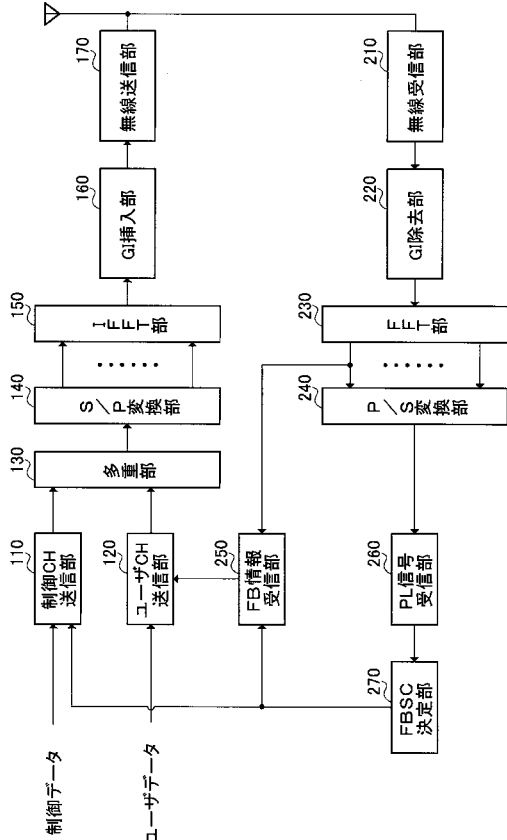 制御データ
ユーザデータ
110
制御CH
送信部
120
ユーザCH
送信部
130
多重部
140
S/P変換部
150
IFFT部
160
GI挿入部
170
無線送信部
210
無線受信部
220
GI除去部
230
FFT部
240
P/S変換部
250
FB情報
受信部
260
PL信号
受信部
270
FBSC
決定部